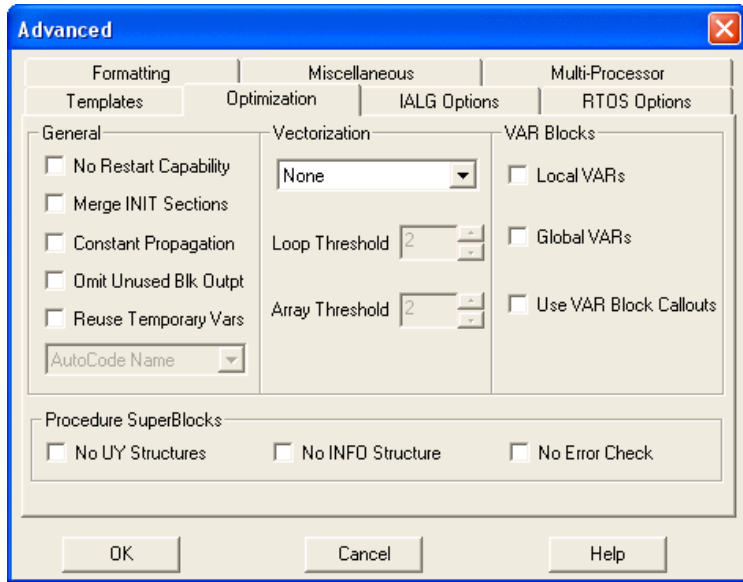 Advanced
Formatting
Miscellaneous
Multi-Processor
Templates
Optimization
IALG Options
RTOS Options
General
No Restart Capability
Merge INIT Sections
Constant Propagation
Omit Unused Blk Outpt
Reuse Temporary Vars
AutoCode Name
Vectorization
None
Loop Threshold 2
Array Threshold 2
VAR Blocks
Local VARs
Global VARs
Use VAR Block Callouts
Procedure SuperBlocks
No UY Structures
No INFO Structure
No Error Check
OK
Cancel
Help